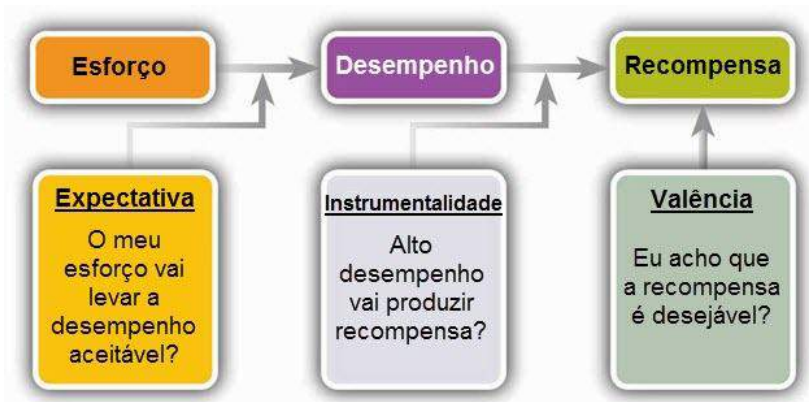 Esforço
Desempenho
Recompensa
Expectativa
O meu
esforço vai
levar a
desempenho
aceitável?
Instrumentalidade
Alto
desempenho
vai produzir
recompensa?
Valência
Eu acho que
a recompensa
é desejável?